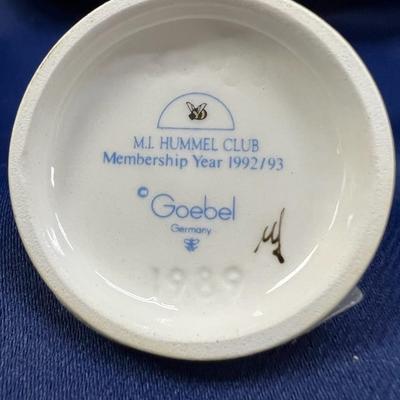 M.I. HUMMEL CLUB
Membership Year 1992/93
© Goebel
Germany
1989